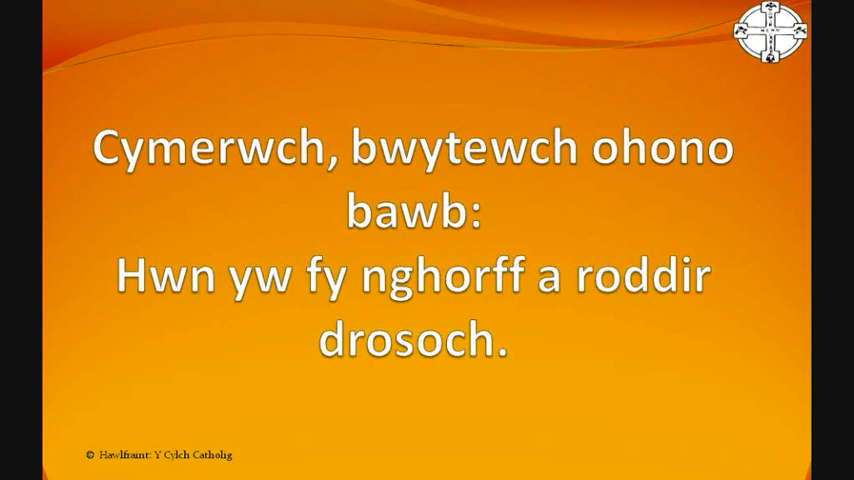 Cymerwch, bwytewch ohono
bawb:
Hwn yw fy nghorff a roddir
drosoch.
© Hawlfraint: Y Cylch Catholig